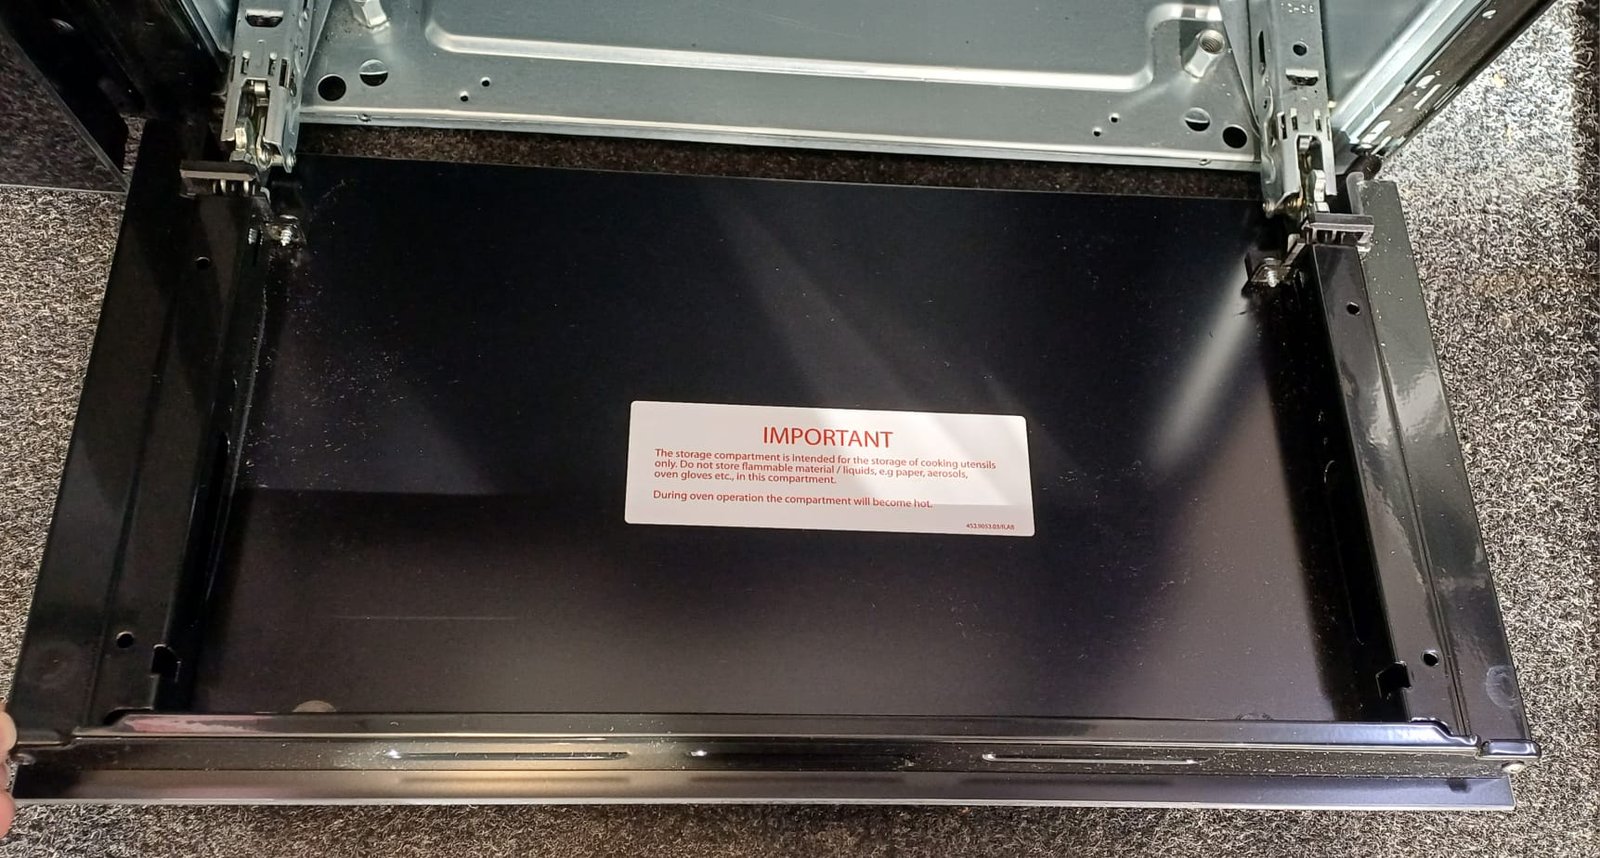 IMPORTANT
The storage compartment is intended for the storage of cooking utensils
only. Do not store flammable material / liquids, e.g paper, aerosols,
oven gloves etc., in this compartment.
During oven operation the compartment will become hot.